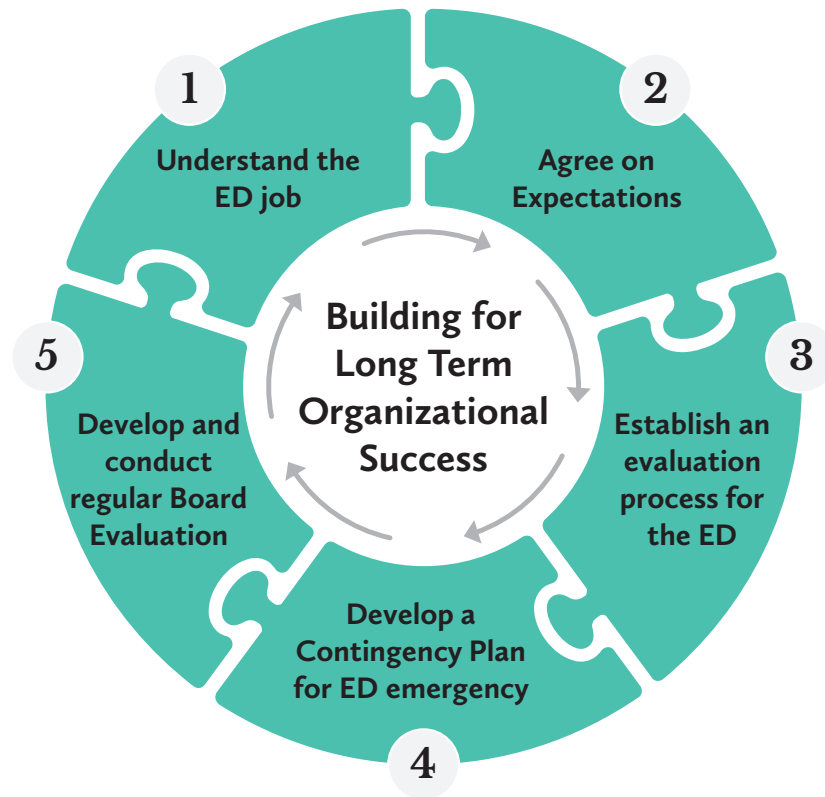 1
Understand the
ED job
2
Agree on
Expectations
3
Establish an
evaluation
process for
the ED
4
Develop a
Contingency Plan
for ED emergency
5
Develop and
conduct
regular Board
Evaluation
Building for
Long Term
Organizational
Success